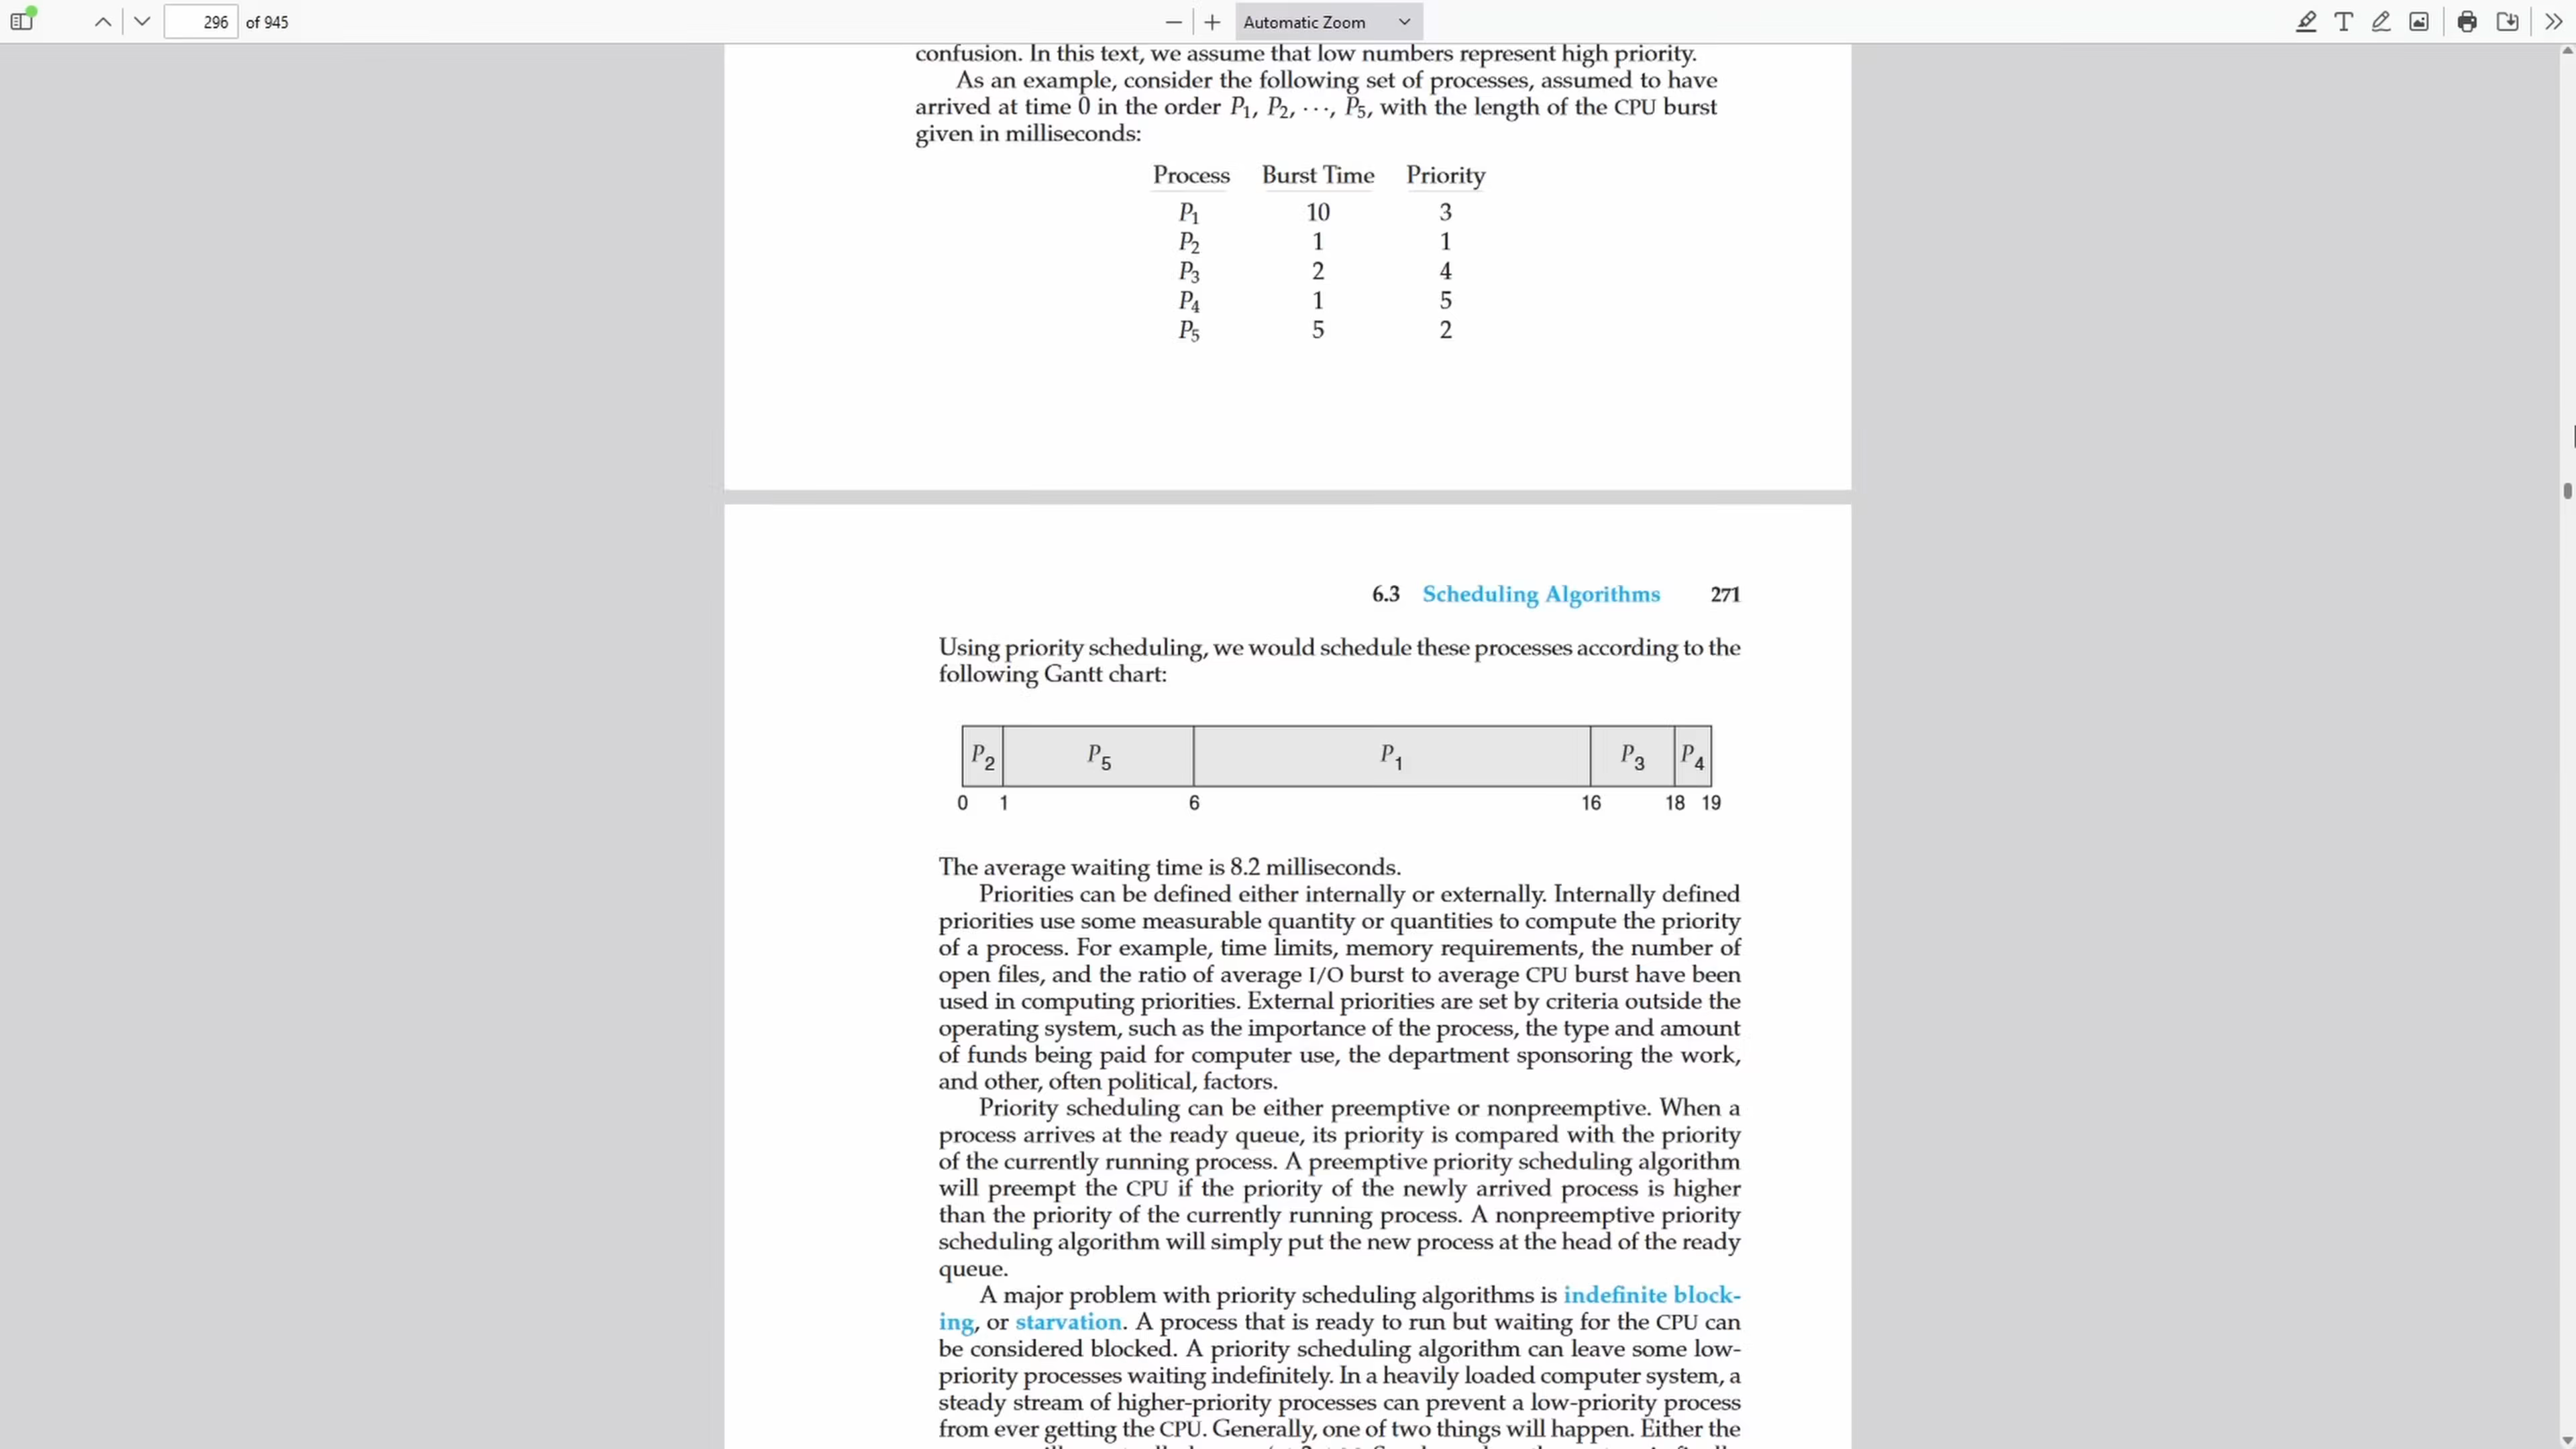 296 of 945
Automatic Zoom
confusion. In this text, we assume that low numbers represent high priority.
As an example, consider the following set of processes, assumed to have
arrived at time 0 in the order P1, P2, · · ·, P5, with the length of the CPU burst
given in milliseconds:
Process Burst Time Priority
P1 10 3
P2 1 1
P3 2 4
P4 1 5
P5 5 2
6.3 Scheduling Algorithms 271
Using priority scheduling, we would schedule these processes according to the
following Gantt chart:
P2 P5 P1 P3 P4
0 1 6 16 18 19
The average waiting time is 8.2 milliseconds.
Priorities can be defined either internally or externally. Internally defined
priorities use some measurable quantity or quantities to compute the priority
of a process. For example, time limits, memory requirements, the number of
open files, and the ratio of average I/O burst to average CPU burst have been
used in computing priorities. External priorities are set by criteria outside the
operating system, such as the importance of the process, the type and amount
of funds being paid for computer use, the department sponsoring the work,
and other, often political, factors.
Priority scheduling can be either preemptive or nonpreemptive. When a
process arrives at the ready queue, its priority is compared with the priority
of the currently running process. A preemptive priority scheduling algorithm
will preempt the CPU if the priority of the newly arrived process is higher
than the priority of the currently running process. A nonpreemptive priority
scheduling algorithm will simply put the new process at the head of the ready
queue.
A major problem with priority scheduling algorithms is indefinite block-
ing, or starvation. A process that is ready to run but waiting for the CPU can
be considered blocked. A priority scheduling algorithm can leave some low-
priority processes waiting indefinitely. In a heavily loaded computer system, a
steady stream of higher-priority processes can prevent a low-priority process
from ever getting the CPU. Generally, one of two things will happen. Either the